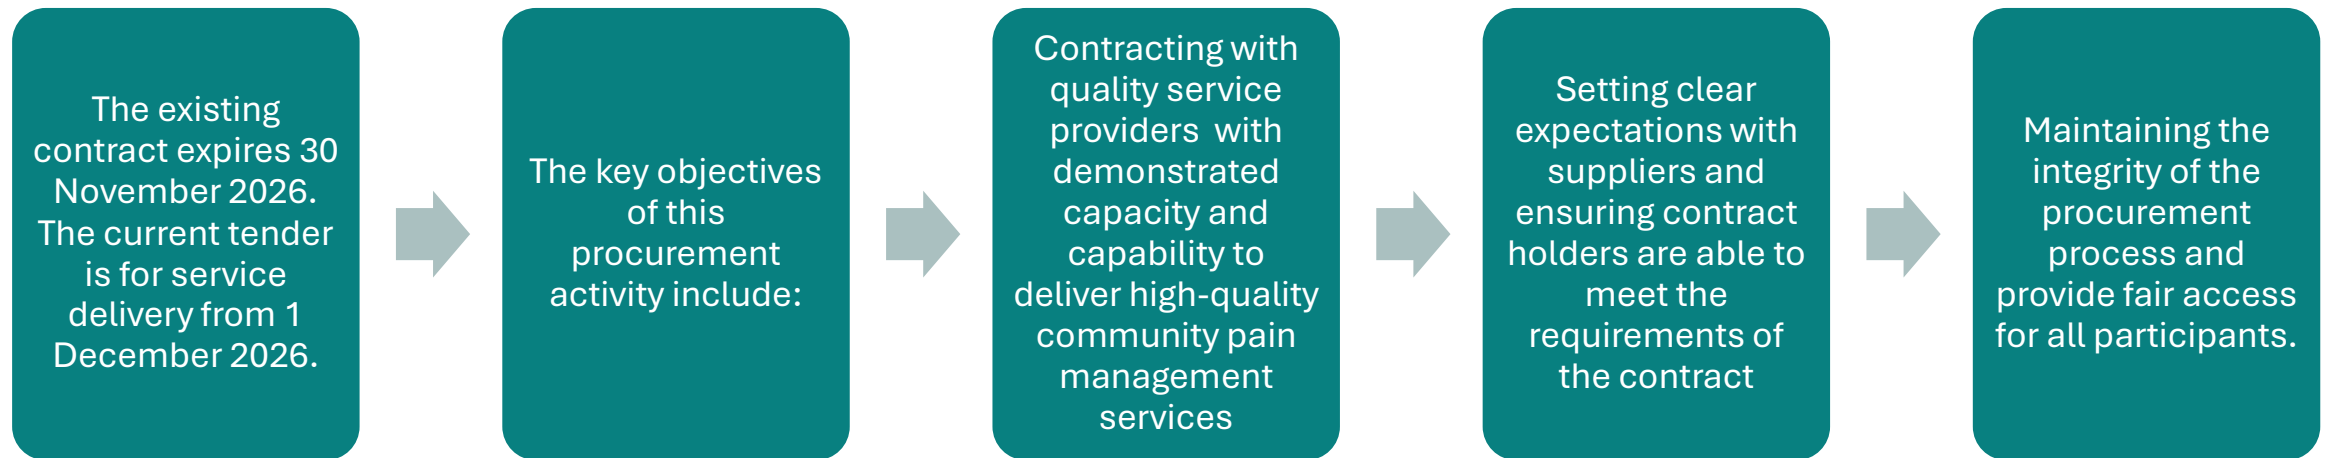 The existing
contract expires 30
November 2026.
The current tender
is for service
delivery from 1
December 2026.
The key objectives
of this
procurement
activity include:
Contracting with
quality service
providers  with
demonstrated
capacity and
capability to
deliver high-quality
community pain
management
services
Setting clear
expectations with
suppliers and
ensuring contract
holders are able to
meet the
requirements of
the contract
Maintaining the
integrity of the
procurement
process and
provide fair access
for all participants.